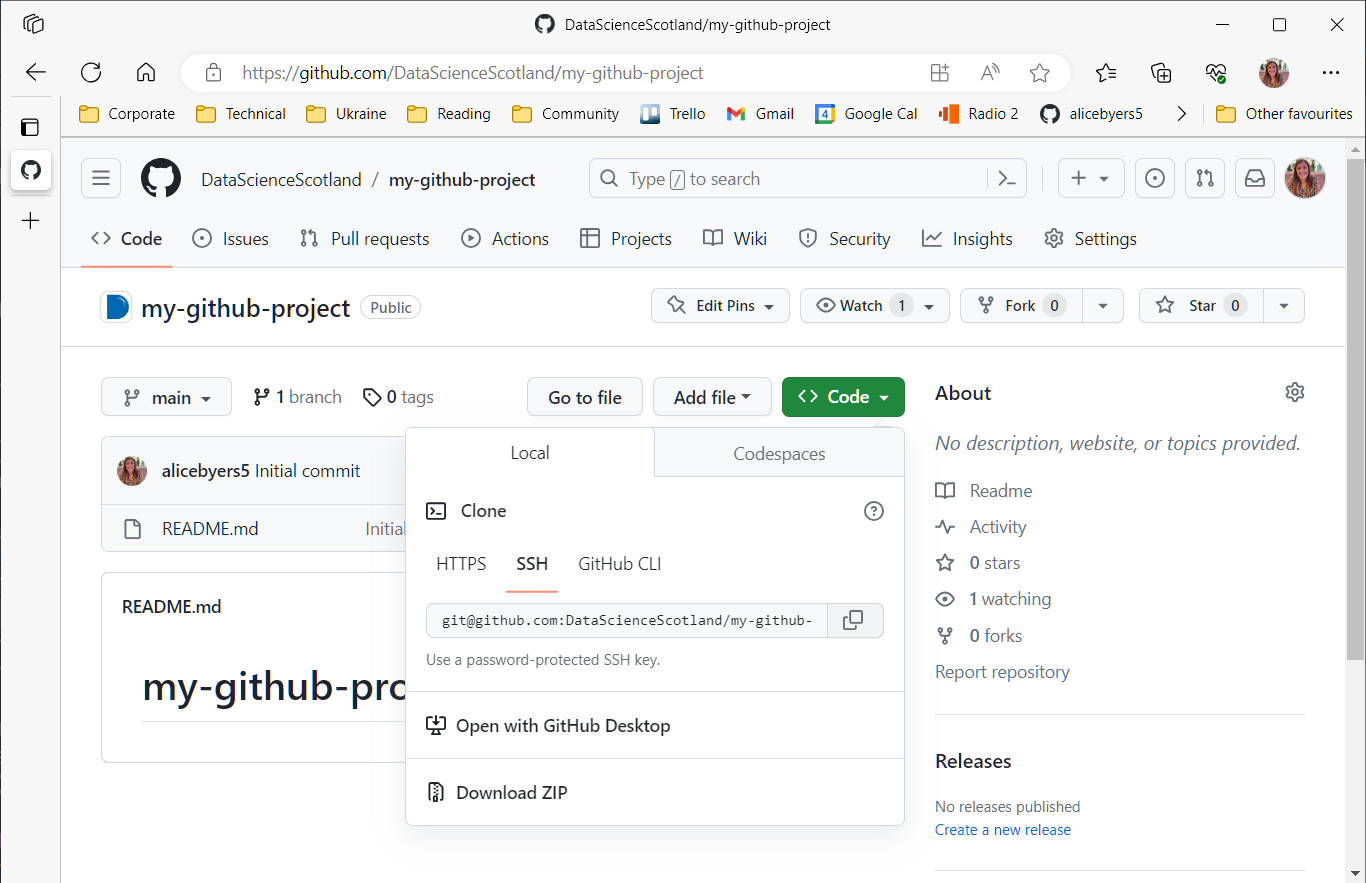 DataScienceScotland/my-github-project
https://github.com/DataScienceScotland/my-github-project
Corporate Technical Ukraine Reading Community Trello Gmail 4 Google Cal Radio 2 alicebyers5 Other favourites
DataScienceScotland / my-github-project Type / to search
Code Issues Pull requests Actions Projects Wiki Security Insights Settings
my-github-project Public Edit Pins Watch 1 Fork 0 Star 0
main 1 branch 0 tags Go to file Add file Code About
No description, website, or topics provided.
Local Codespaces
alicebyers5 Initial commit
Readme
Clone
README.md Initial
Activity
HTTPS SSH GitHub CLI
0 stars
README.md
1 watching
git@github.com:DataScienceScotland/my-github-
0 forks
Use a password-protected SSH key.
Report repository
my-github-pro
Open with GitHub Desktop
Releases
Download ZIP
No releases published
Create a new release